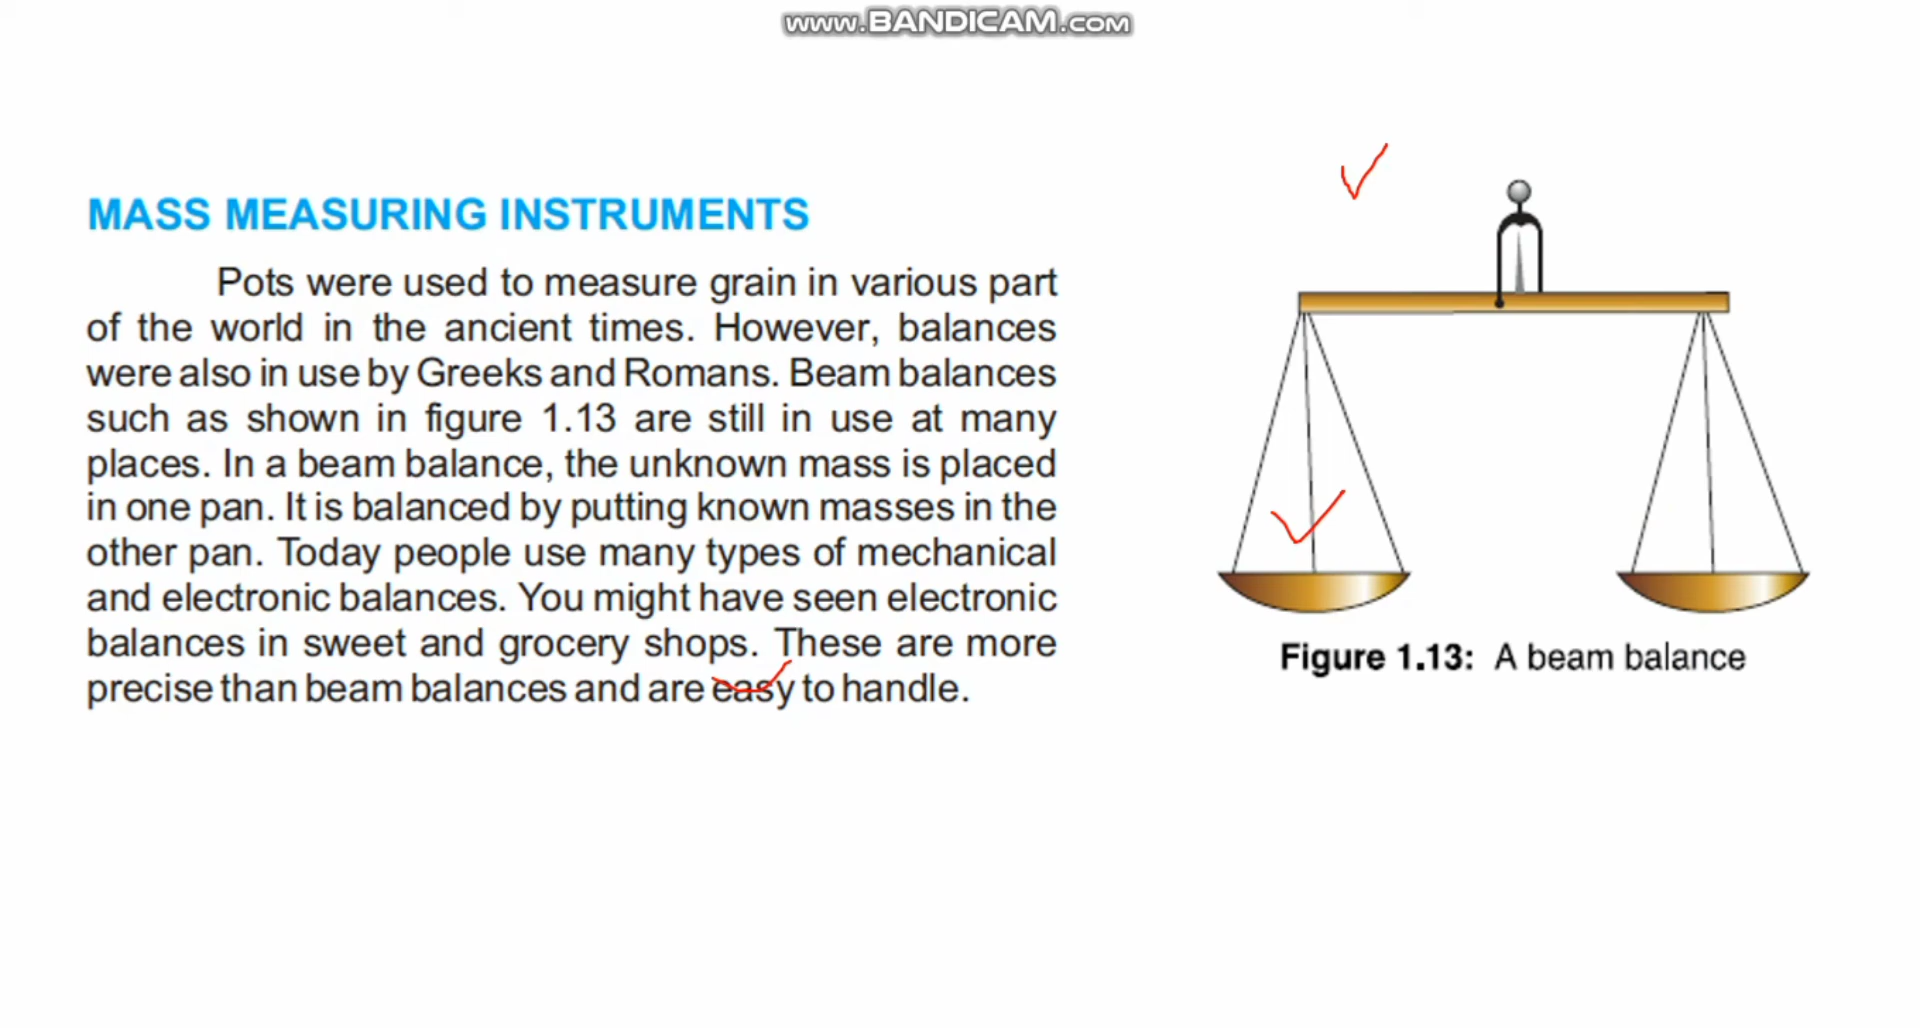 www.BANDICAM.com
MASS MEASURING INSTRUMENTS
Pots were used to measure grain in various part
of the world in the ancient times. However, balances
were also in use by Greeks and Romans. Beam balances
such as shown in figure 1.13 are still in use at many
places. In a beam balance, the unknown mass is placed
in one pan. It is balanced by putting known masses in the
other pan. Today people use many types of mechanical
and electronic balances. You might have seen electronic
balances in sweet and grocery shops. These are more
precise than beam balances and are easy to handle.
Figure 1.13: A beam balance